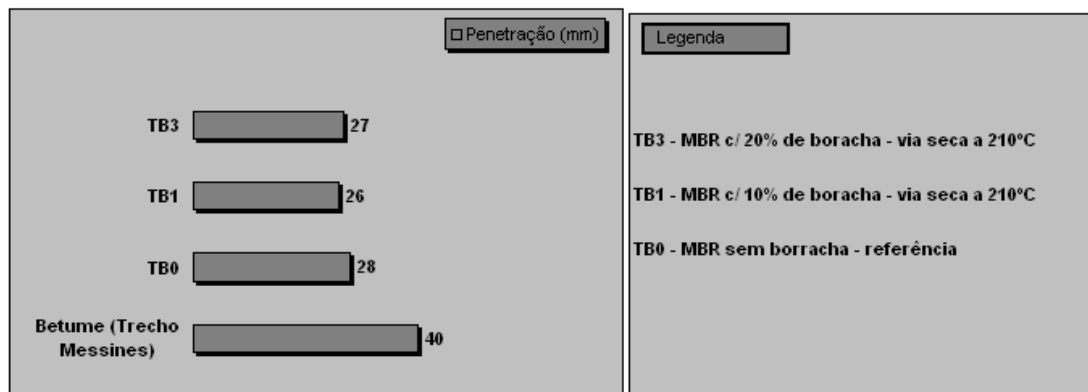 Penetração (mm)
TB3
27
TB1
26
TB0
28
Betume (Trecho
Messines)
40
Legenda
TB3 - MBR c/ 20% de boracha - via seca a 210ºC
TB1 - MBR c/ 10% de boracha - via seca a 210ºC
TB0 - MBR sem borracha - referência